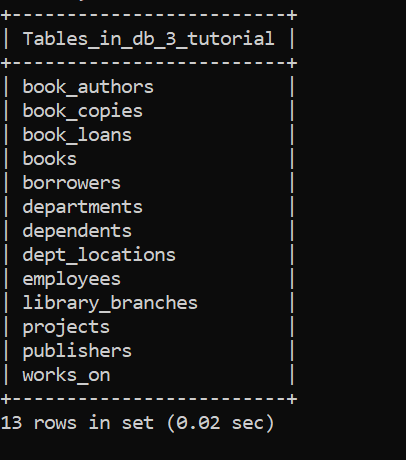 +-------------------------+
| Tables_in_db_3_tutorial |
+-------------------------+
| book_authors            |
| book_copies             |
| book_loans              |
| books                   |
| borrowers               |
| departments             |
| dependents              |
| dept_locations          |
| employees               |
| library_branches        |
| projects                |
| publishers              |
| works_on                |
+-------------------------+
13 rows in set (0.02 sec)